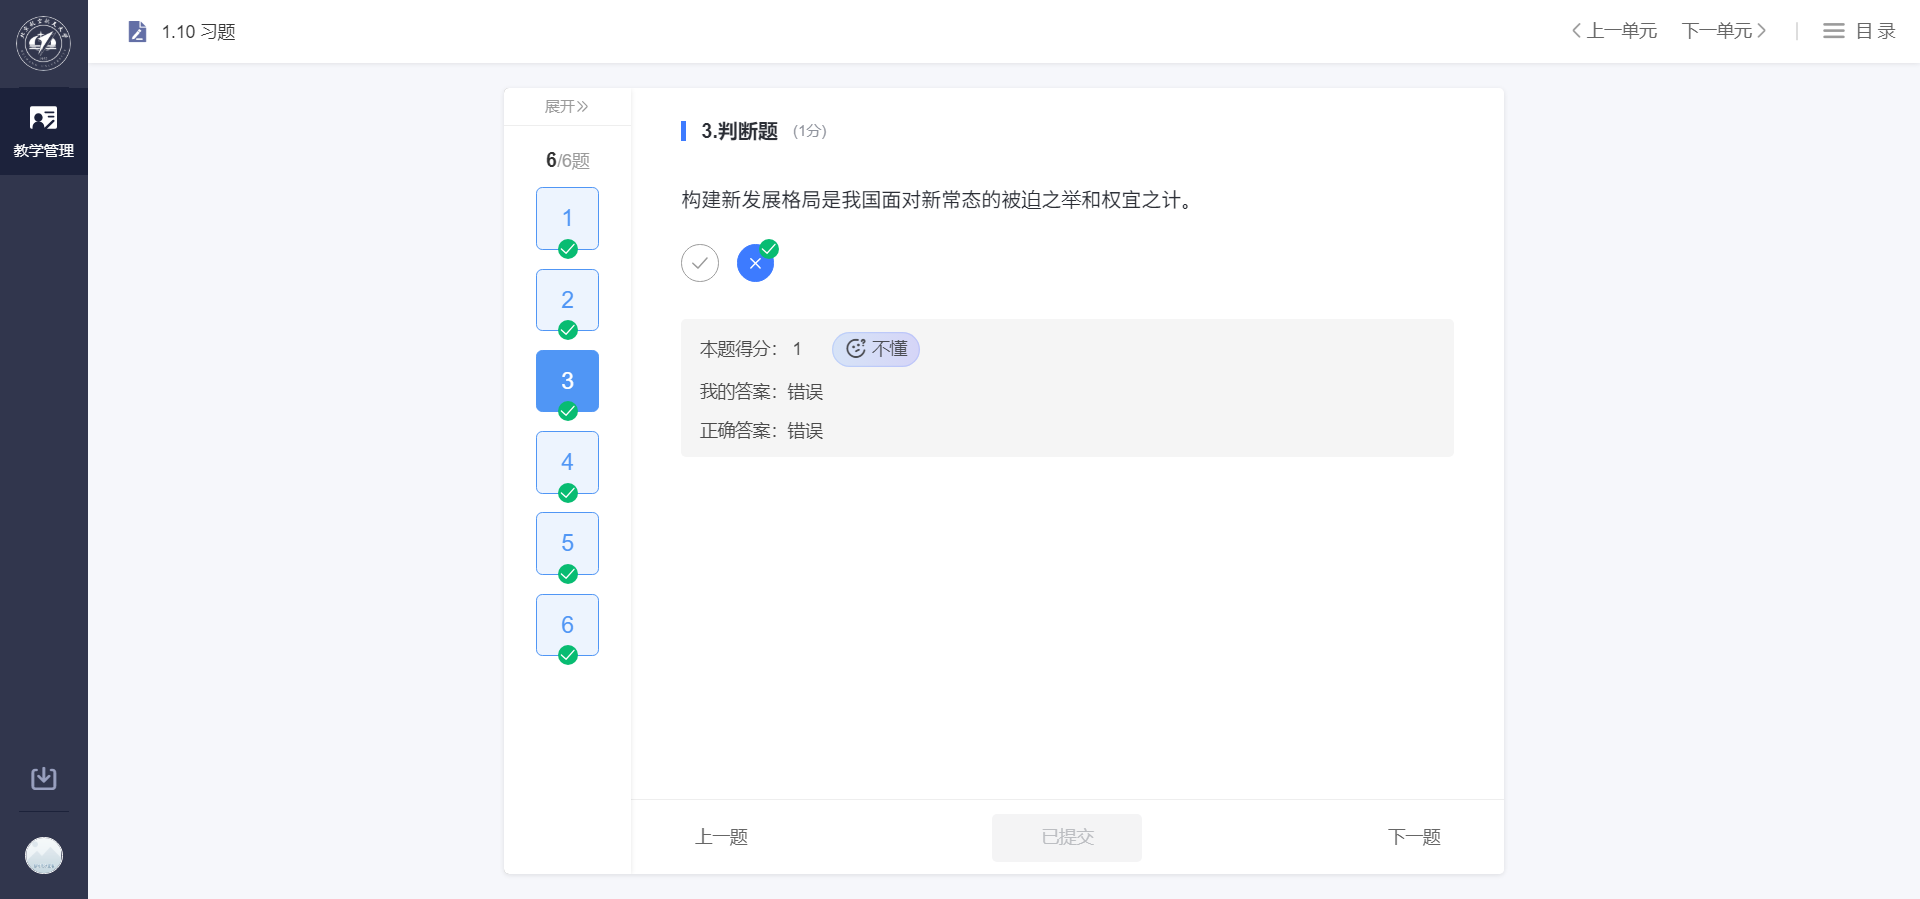 1.10 习题
上一单元
下一单元
目录
教学管理
展开
6/6题
1
2
3
4
5
6
3.判断题 (1分)
构建新发展格局是我国面对新常态的被迫之举和权宜之计。
本题得分： 1 不懂
我的答案：错误
正确答案：错误
上一题
已提交
下一题